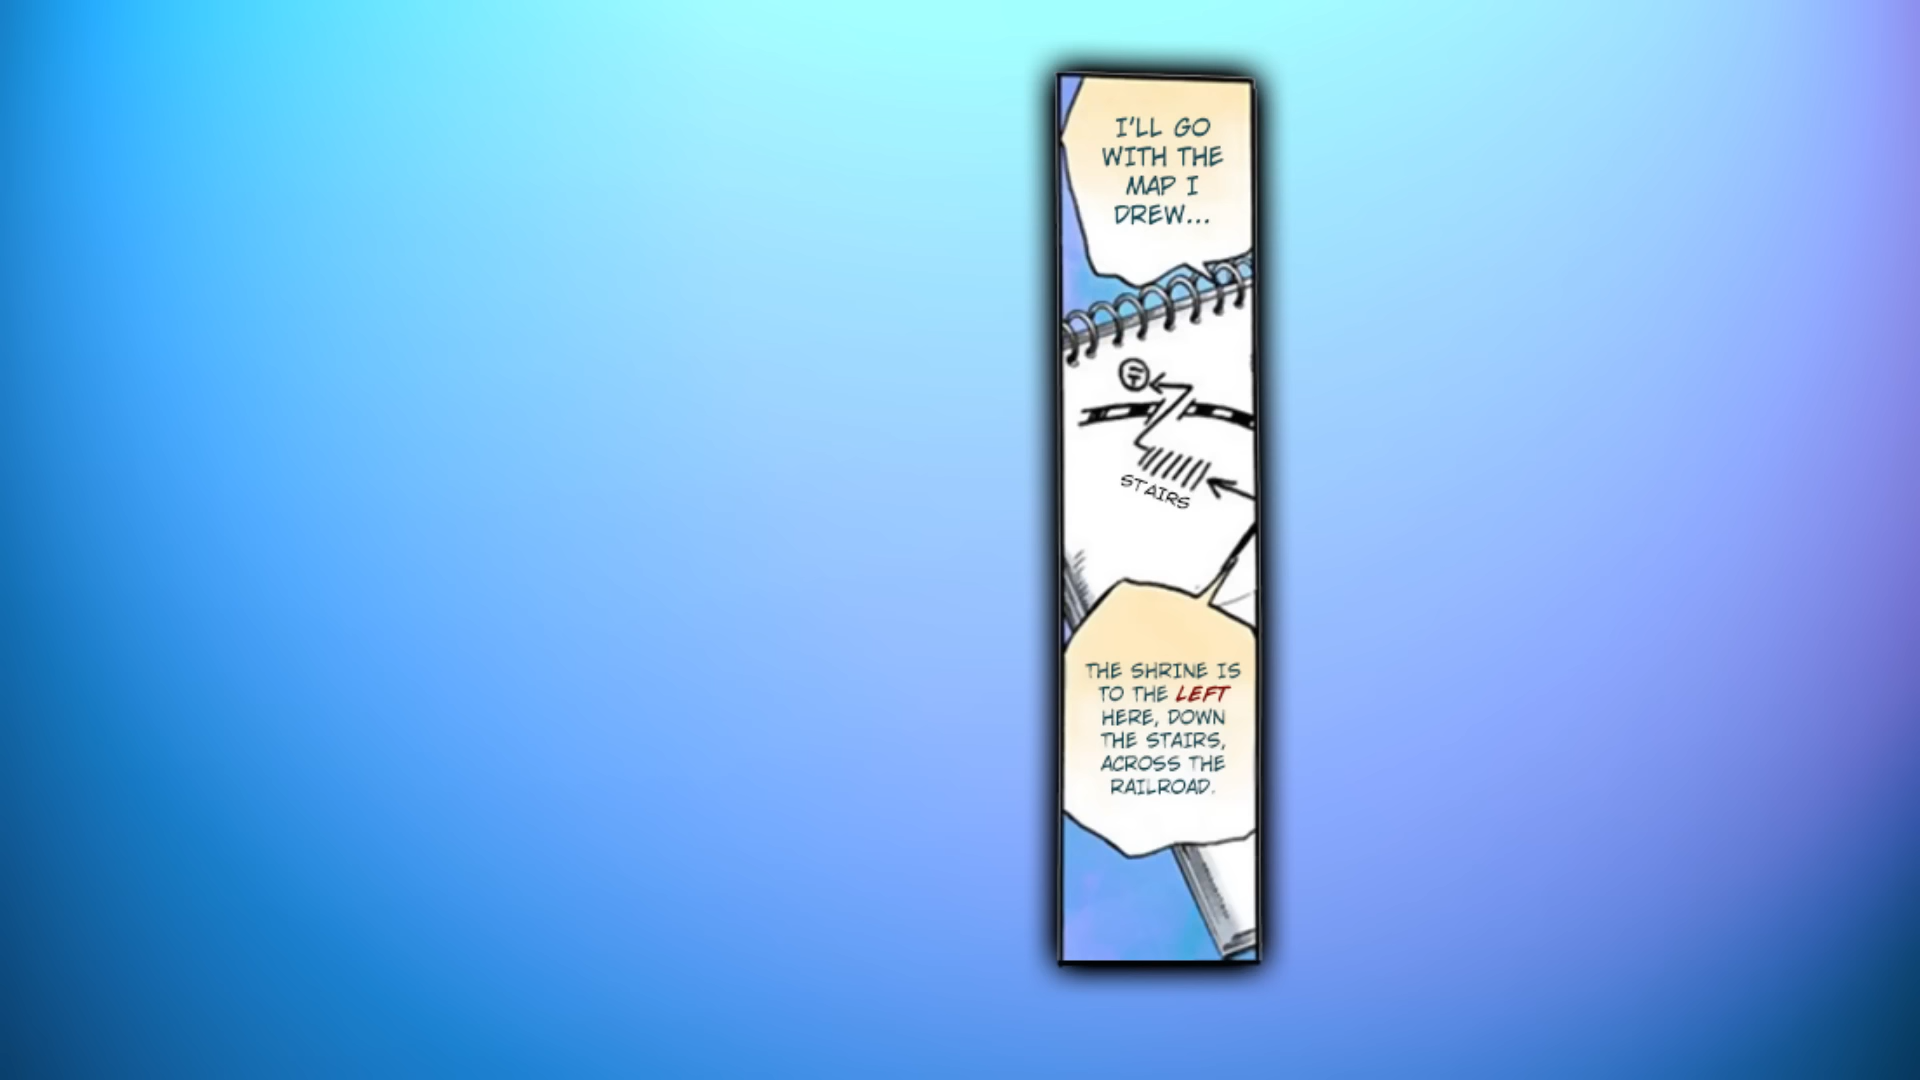 I'LL GO
WITH THE
MAP I
DREW...
STAIRS
THE SHRINE IS
TO THE LEFT
HERE, DOWN
THE STAIRS,
ACROSS THE
RAILROAD.